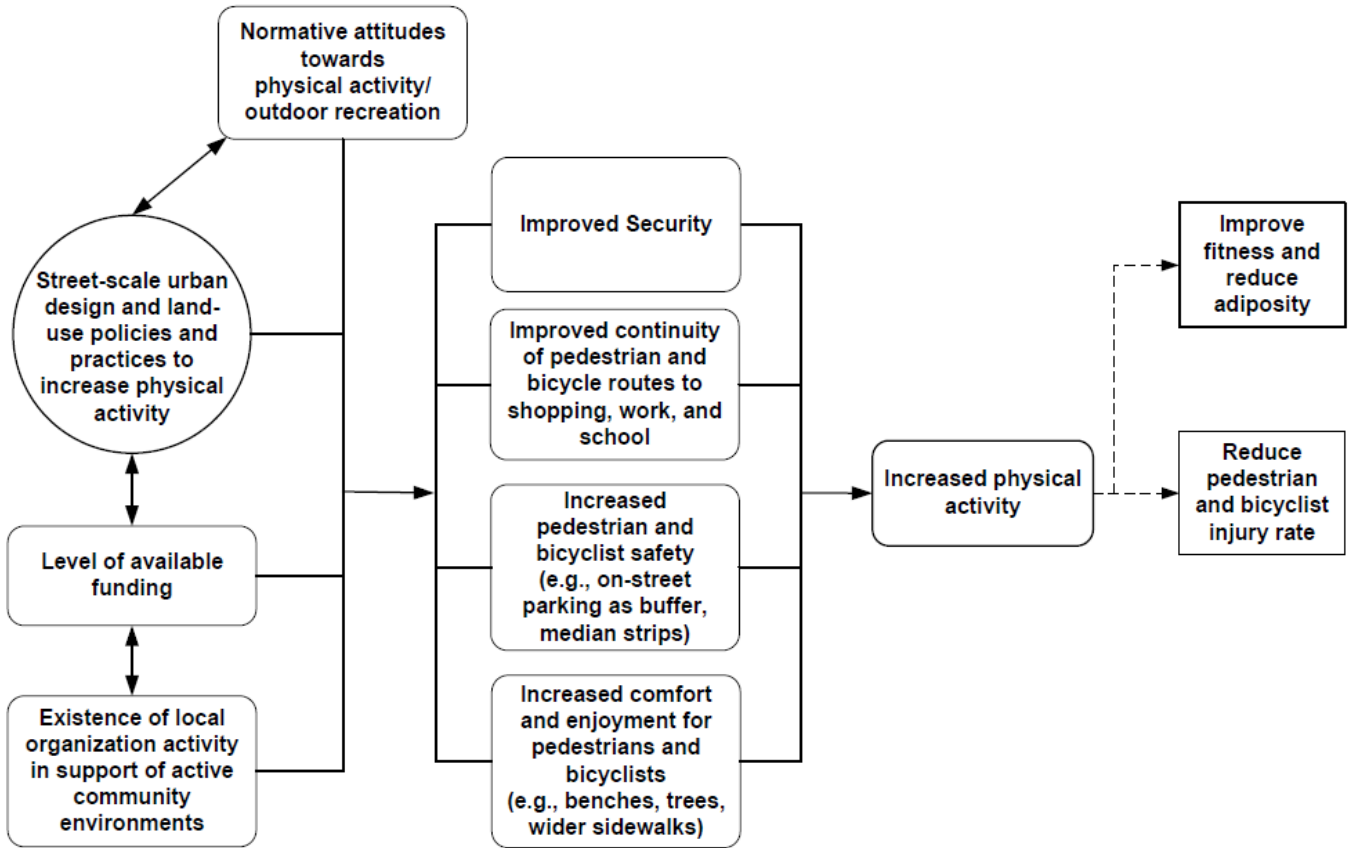 Normative attitudes
towards
physical activity/
outdoor recreation
Street-scale urban
design and land-
use policies and
practices to
increase physical
activity
Level of available
funding
Existence of local
organization activity
in support of active
community
environments
Improved Security
Improved continuity
of pedestrian and
bicycle routes to
shopping, work, and
school
Increased
pedestrian and
bicyclist safety
(e.g., on-street
parking as buffer,
median strips)
Increased comfort
and enjoyment for
pedestrians and
bicyclists
(e.g., benches, trees,
wider sidewalks)
Increased physical
activity
Improve
fitness and
reduce
adiposity
Reduce
pedestrian
and bicyclist
injury rate